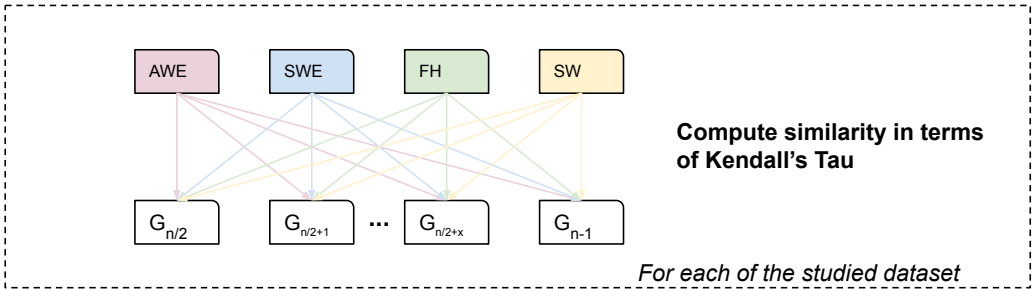 AWE SWE FH SW
Compute similarity in terms
of Kendall's Tau
G_{n/2} G_{n/2+1} ... G_{n/2+x} G_{n-1}
For each of the studied dataset